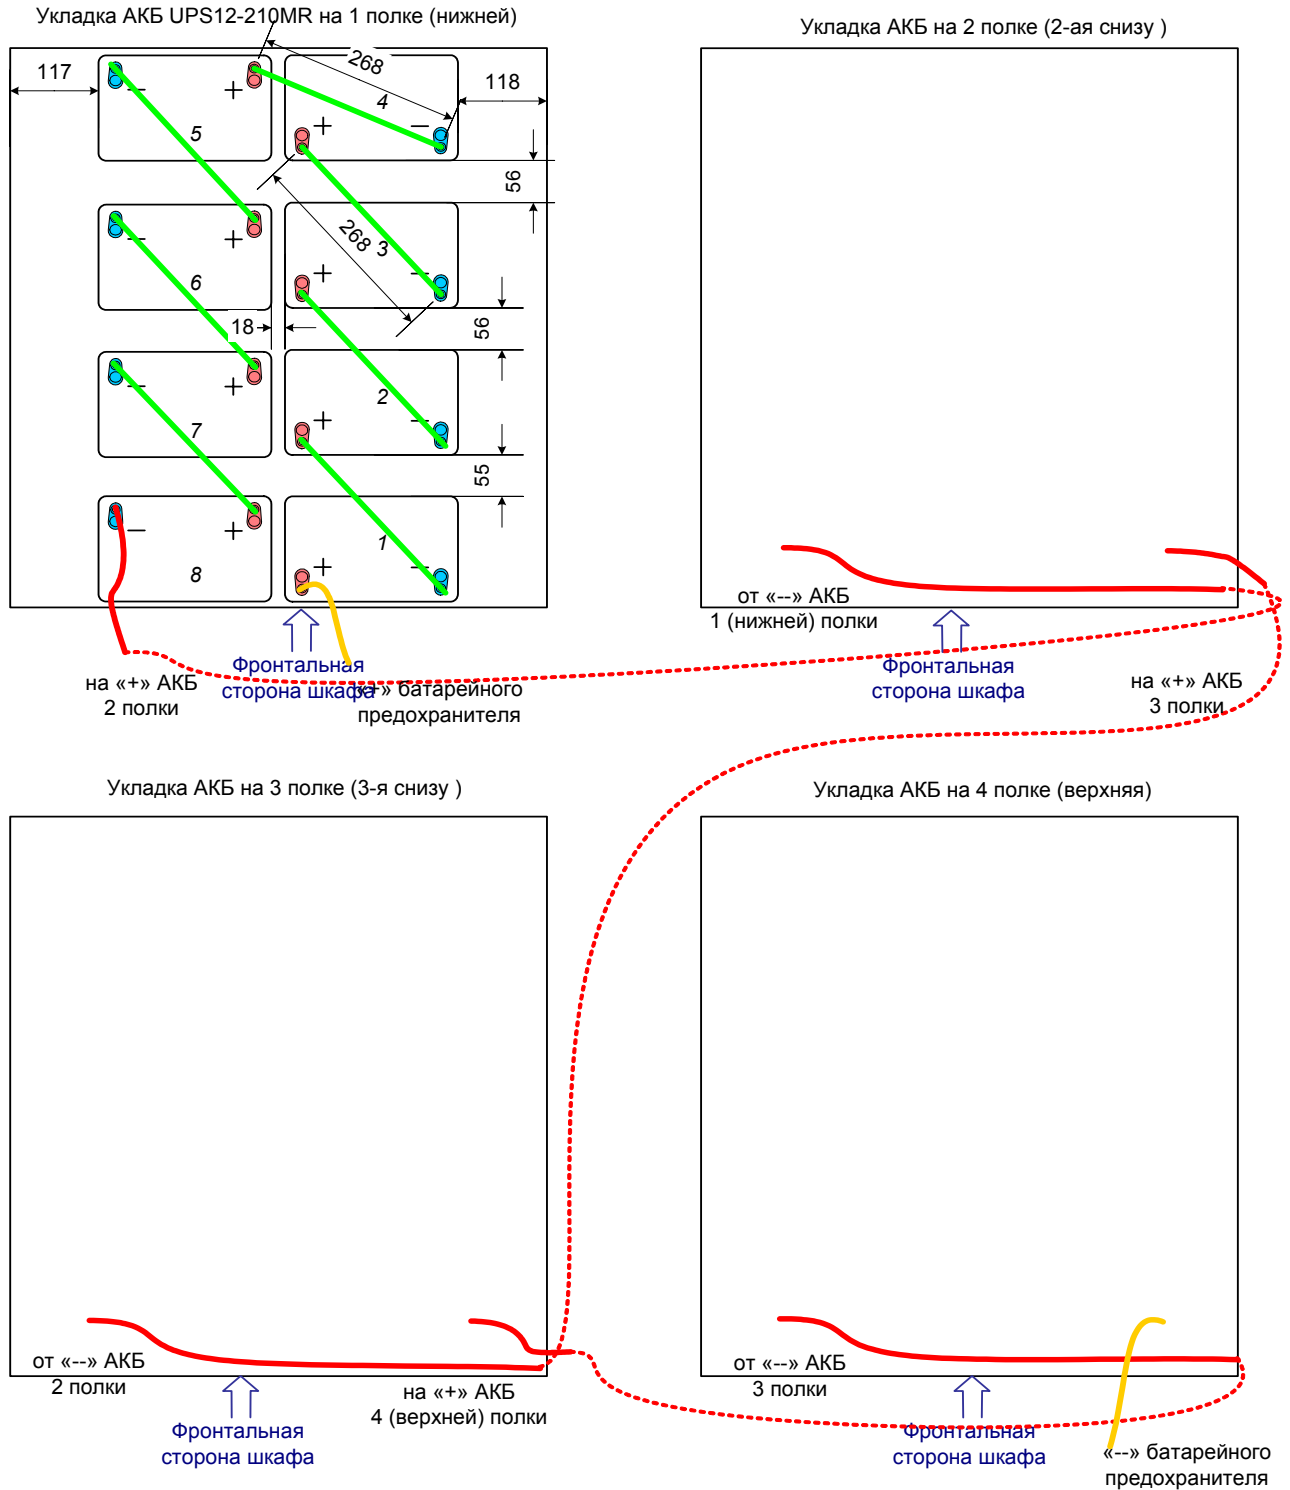 Укладка АКБ UPS12-210MR на 1 полке (нижней)
117
268
118
4
5
56
3
268
6
18
56
2
7
55
1
8
на «+» АКБ
2 полки
Фронтальная
сторона шкафа
«+» батарейного
предохранителя
Укладка АКБ на 2 полке (2-ая снизу )
от «--» АКБ
1 (нижней) полки
Фронтальная
сторона шкафа
на «+» АКБ
3 полки
Укладка АКБ на 3 полке (3-я снизу )
от «--» АКБ
2 полки
Фронтальная
сторона шкафа
на «+» АКБ
4 (верхней) полки
Укладка АКБ на 4 полке (верхняя)
от «--» АКБ
3 полки
Фронтальная
сторона шкафа
«--» батарейного
предохранителя